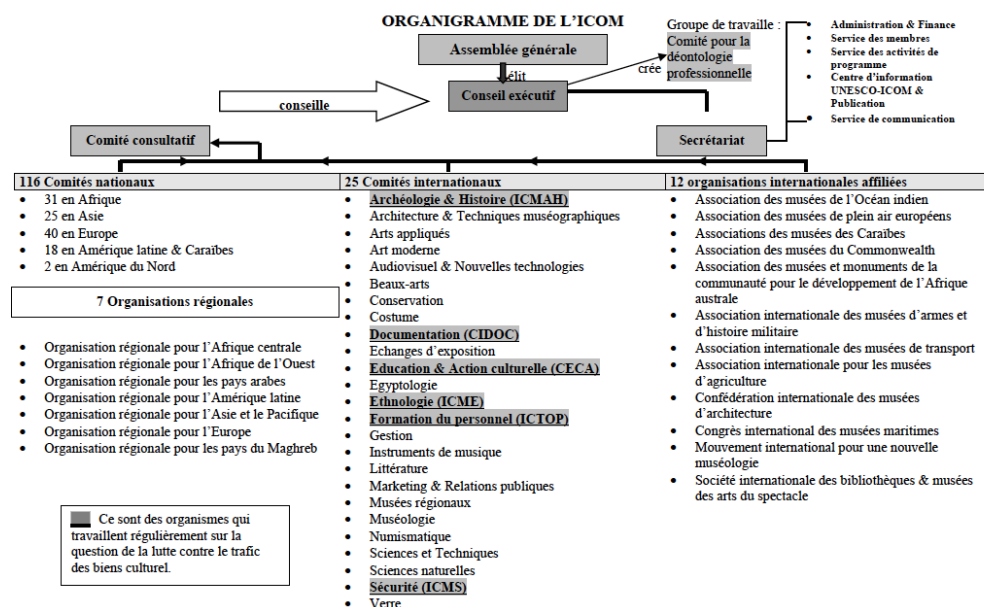 ORGANIGRAMME DE L'ICOM
Assemblée générale
élit
Conseil exécutif
conseille
crée
Groupe de travaille :
Comité pour la
déontologie
professionnelle
• Administration & Finance
• Service des membres
• Service des activités de
programme
• Centre d'information
UNESCO-ICOM &
Publication
• Service de communication
Comité consultatif
Secrétariat
116 Comités nationaux
• 31 en Afrique
• 25 en Asie
• 40 en Europe
• 18 en Amérique latine & Caraïbes
• 2 en Amérique du Nord
7 Organisations régionales
• Organisation régionale pour l'Afrique centrale
• Organisation régionale pour l'Afrique de l'Ouest
• Organisation régionale pour les pays arabes
• Organisation régionale pour l'Amérique latine
• Organisation régionale pour l'Asie et le Pacifique
• Organisation régionale pour l'Europe
• Organisation régionale pour les pays du Maghreb
Ce sont des organismes qui
travaillent régulièrement sur la
question de la lutte contre le trafic
des biens culturel.
25 Comités internationaux
• Archéologie & Histoire (ICMAH)
• Architecture & Techniques muséographiques
• Arts appliqués
• Art moderne
• Audiovisuel & Nouvelles technologies
• Beaux-arts
• Conservation
• Costume
• Documentation (CIDOC)
• Echanges d'exposition
• Education & Action culturelle (CECA)
• Egyptologie
• Ethnologie (ICME)
• Formation du personnel (ICTOP)
• Gestion
• Instruments de musique
• Littérature
• Marketing & Relations publiques
• Musées régionaux
• Muséologie
• Numismatique
• Sciences et Techniques
• Sciences naturelles
• Sécurité (ICMS)
• Verre
12 organisations internationales affiliées
• Association des musées de l'Océan indien
• Association des musées de plein air européens
• Associations des musées des Caraïbes
• Association des musées du Commonwealth
• Association des musées et monuments de la
communauté pour le développement de l'Afrique
australe
• Association internationale des musées d'armes et
d'histoire militaire
• Association internationale des musées de transport
• Association internationale pour les musées
d'agriculture
• Confédération internationale des musées
d'architecture
• Congrès international des musées maritimes
• Mouvement international pour une nouvelle
muséologie
• Société internationale des bibliothèques & musées
des arts du spectacle